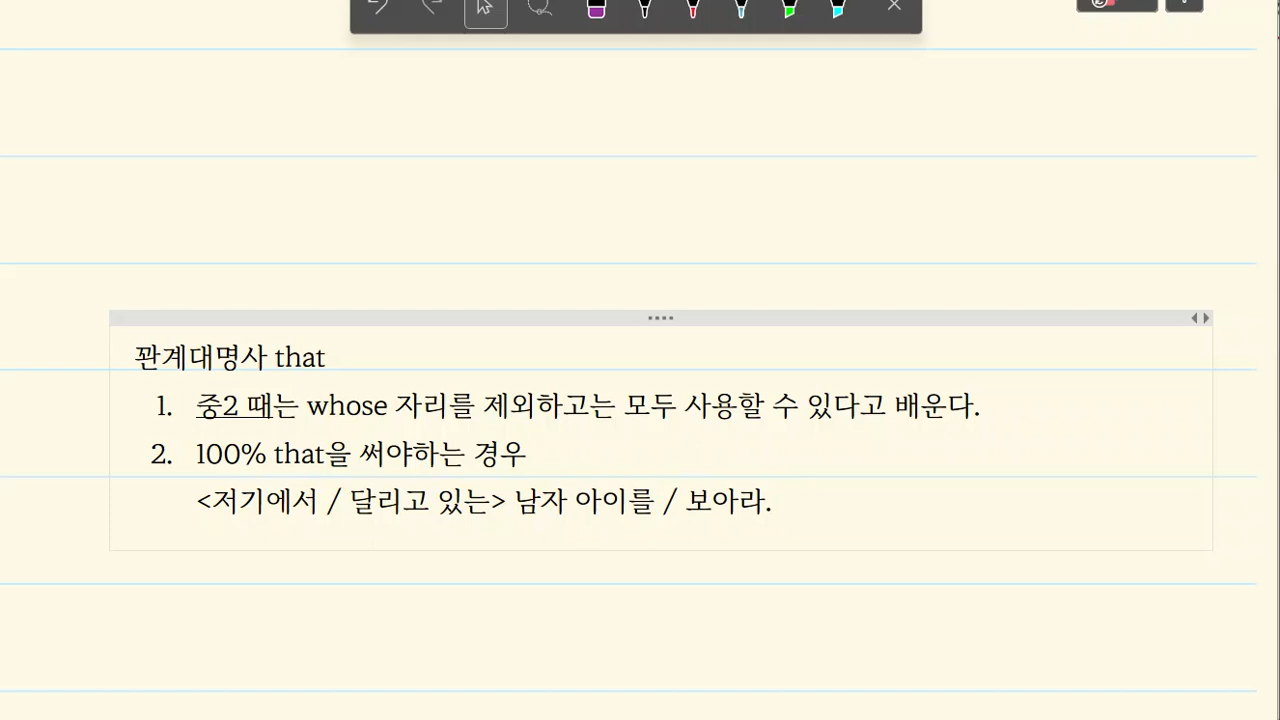 관계대명사 that
1. 중2 때는 whose 자리를 제외하고는 모두 사용할 수 있다고 배운다.
2. 100% that을 써야하는 경우
<저기에서 / 달리고 있는> 남자 아이를 / 보아라.